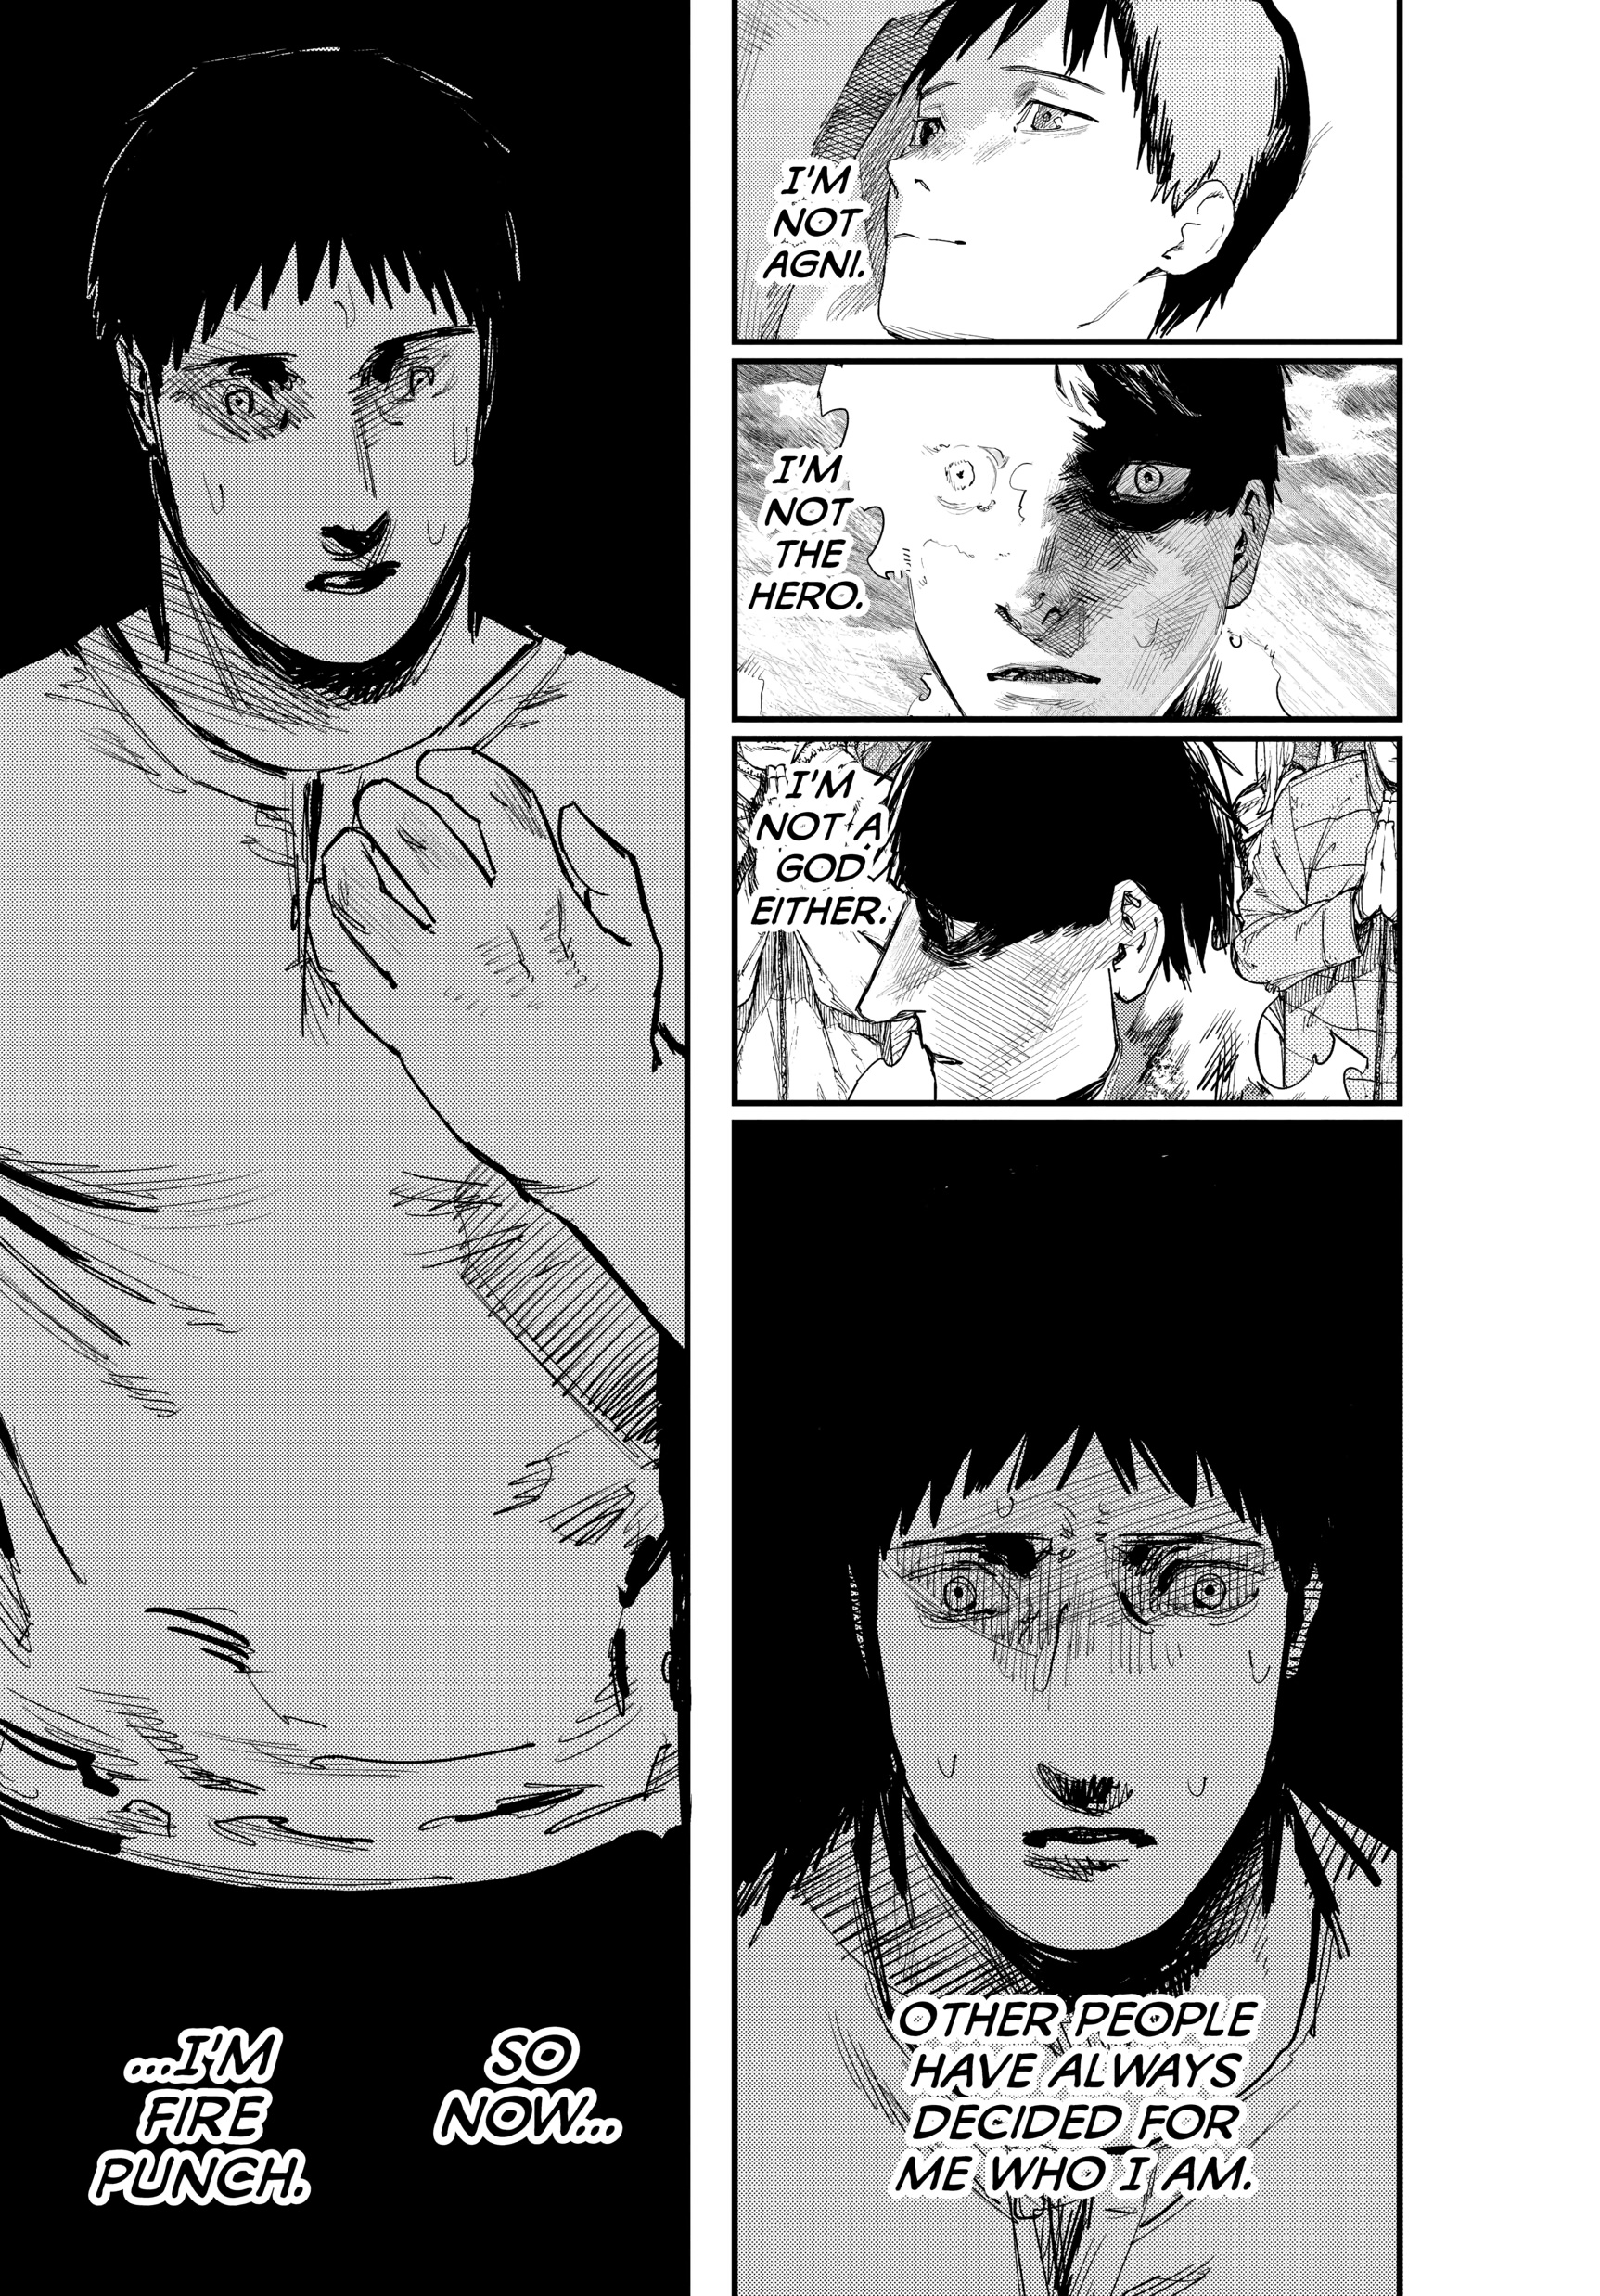 I'M
NOT
AGNI.
I'M
NOT
THE
HERO.
I'M
NOT A
GOD
EITHER.
OTHER PEOPLE
HAVE ALWAYS
DECIDED FOR
ME WHO I AM.
SO
NOW...
...I'M
FIRE
PUNCH.